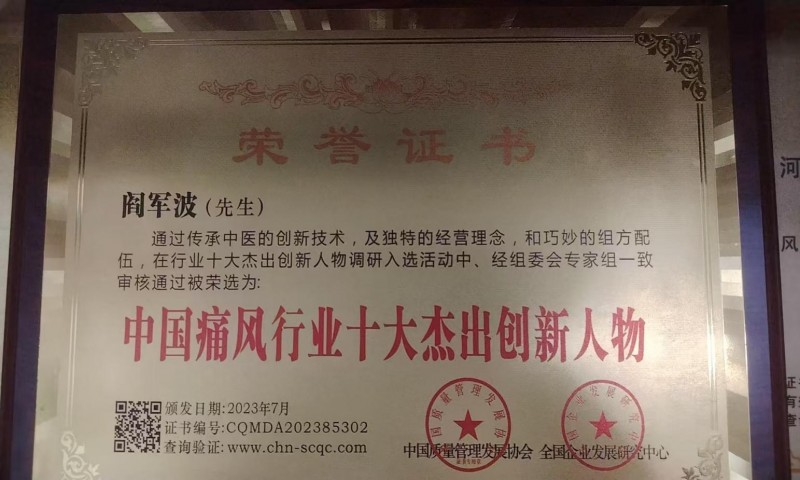 荣誉证书
阎军波（先生）
通过传承中医的创新技术，及独特的经营理念，和巧妙的组方配
伍，在行业十大杰出创新人物调研入选活动中、经组委会专家组一致
审核通过被荣选为:
中国痛风行业十大杰出创新人物
颁发日期:2023年7月
证书编号:CQMDA202385302
查询验证:www.chn-scqc.com/
中国质量管理发展协会 全国企业发展研究中心
河
风
证
有
查